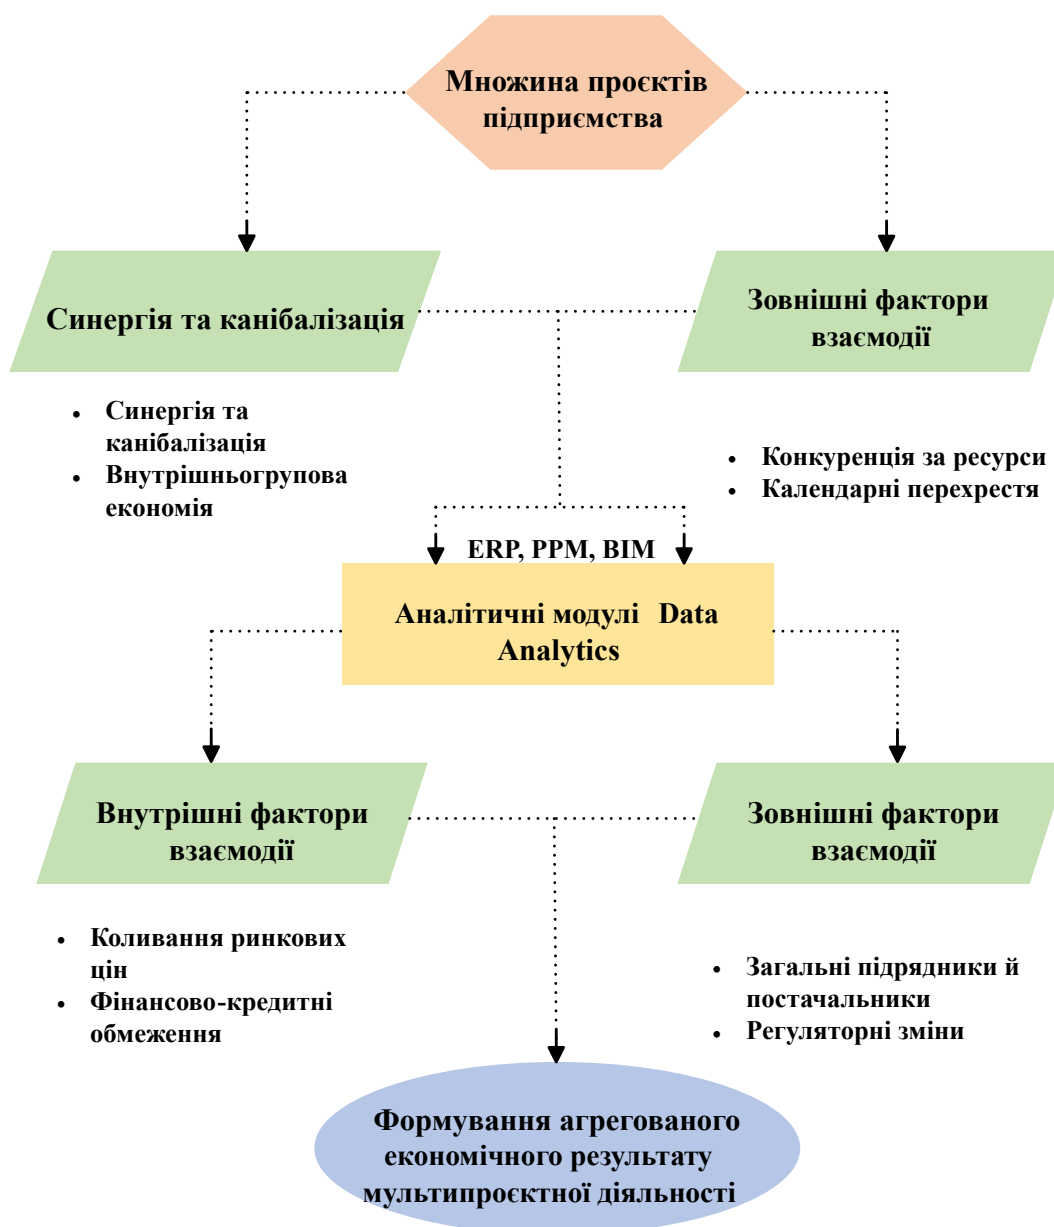 Множина проєктів
підприємства
Синергія та канібалізація
Зовнішні фактори
взаємодії
• Синергія та
канібалізація
• Внутрішньогрупова
економія
• Конкуренція за ресурси
• Календарні перехрестя
ERP, PPM, BIM
Аналітичні модулі Data
Analytics
Внутрішні фактори
взаємодії
Зовнішні фактори
взаємодії
• Коливання ринкових
цін
• Фінансово-кредитні
обмеження
• Загальні підрядники й
постачальники
• Регуляторні зміни
Формування агрегованого
економічного результату
мультипроєктної діяльності